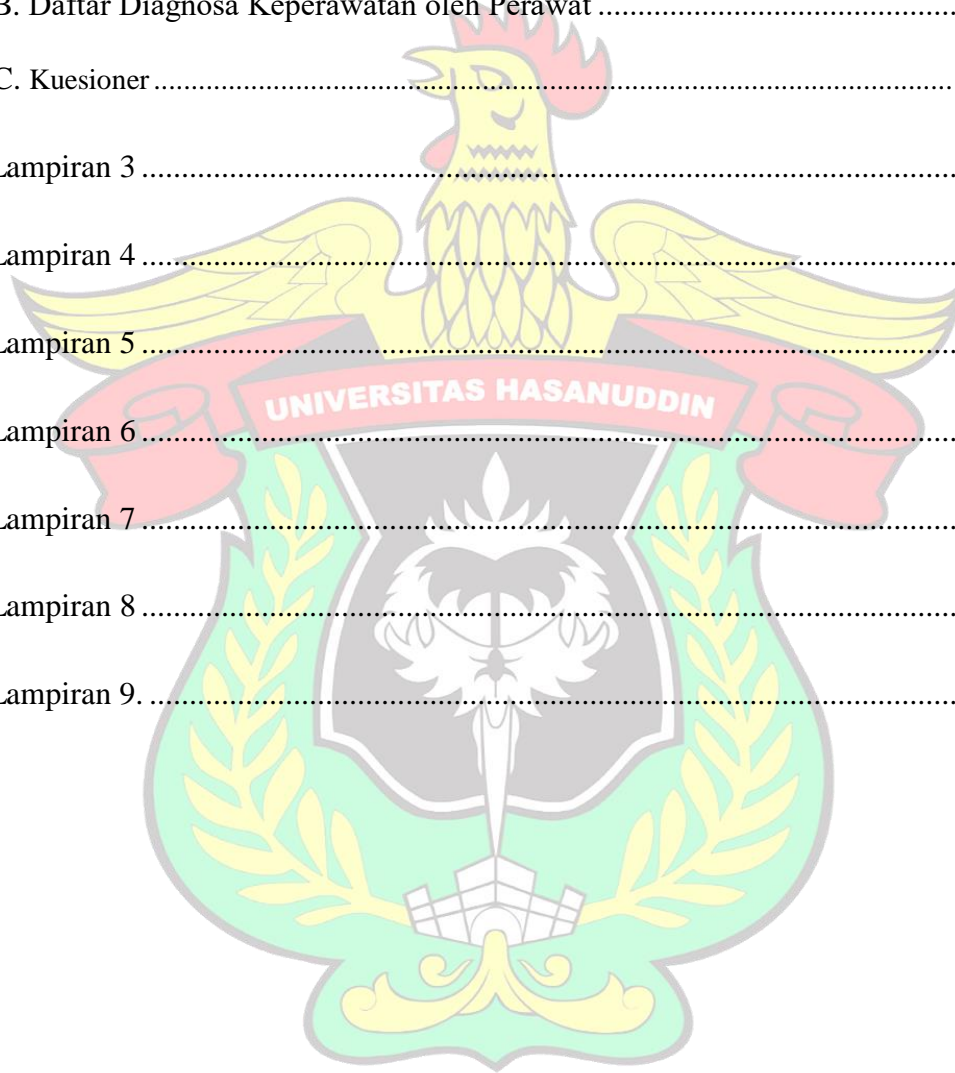 B. Daftar Diagnosa Keperawatan oleh Perawat ..........................................
C. Kuesioner ....................................................................................................
Lampiran 3 ......................................................................................................
Lampiran 4 ......................................................................................................
Lampiran 5 ......................................................................................................
UNIVERSITAS HASANUDDIN
Lampiran 6 ......................................................................................................
Lampiran 7 ......................................................................................................
Lampiran 8 ......................................................................................................
Lampiran 9. .....................................................................................................